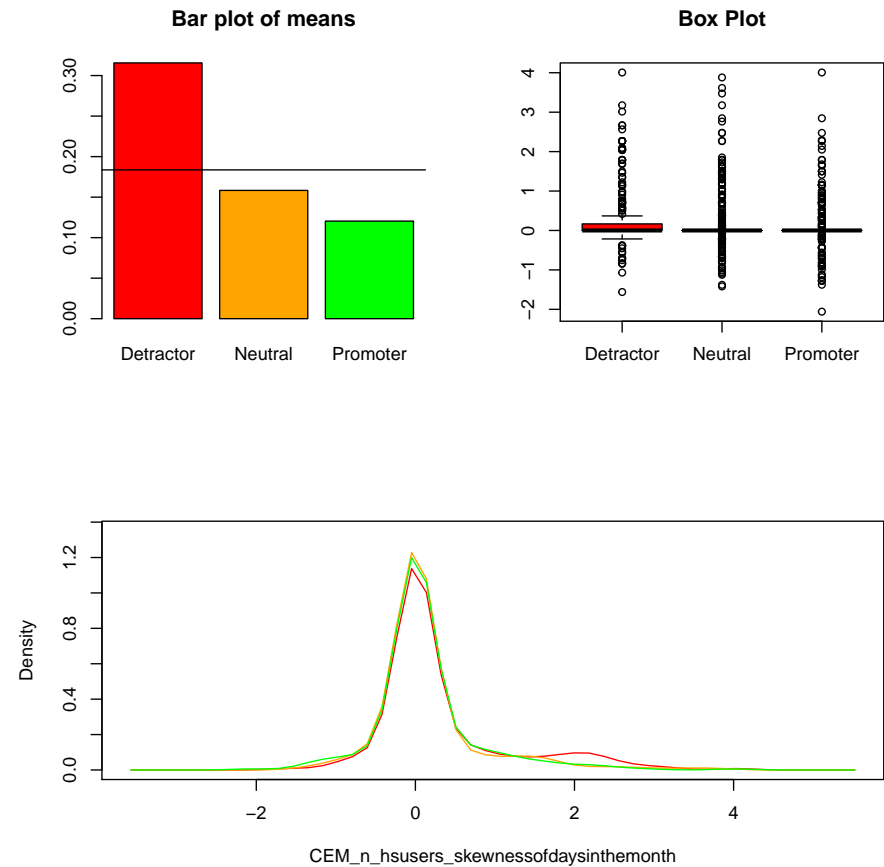 Bar plot of means
0.30
0.20
0.10
0.00
Detractor Neutral Promoter
Box Plot
4
3
2
1
0
−1
−2
Detractor Neutral Promoter
Density
1.2
0.8
0.4
0.0
−2 0 2 4
CEM_n_hsusers_skewnessofdaysinthemonth